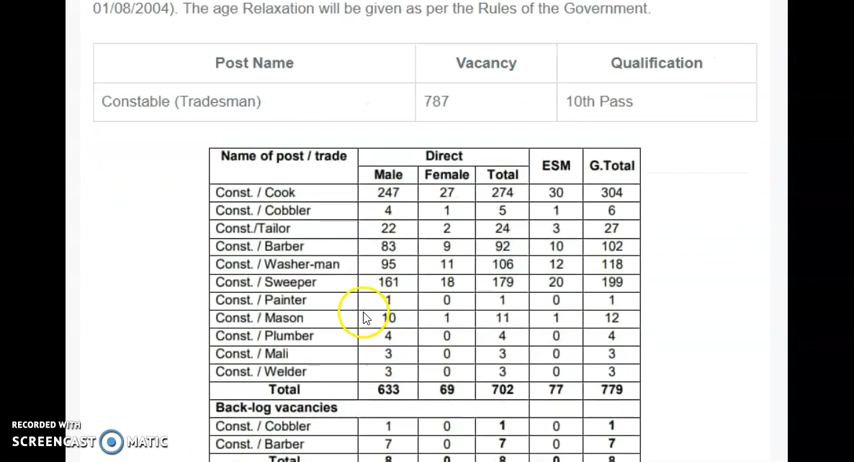 01/08/2004). The age Relaxation will be given as per the Rules of the Government.
Post Name Vacancy Qualification
Constable (Tradesman) 787 10th Pass
Name of post / trade Direct ESM G.Total
Male Female Total
Const. / Cook 247 27 274 30 304
Const. / Cobbler 4 1 5 1 6
Const./Tailor 22 2 24 3 27
Const. / Barber 83 9 92 10 102
Const. / Washer-man 95 11 106 12 118
Const. / Sweeper 161 18 179 20 199
Const. / Painter 1 0 1 0 1
Const. / Mason 10 1 11 1 12
Const. / Plumber 4 0 4 0 4
Const. / Mali 3 0 3 0 3
Const. / Welder 3 0 3 0 3
Total 633 69 702 77 779
Back-log vacancies
Const. / Cobbler 1 0 1 0 1
Const. / Barber 7 0 7 0 7
Total 8 0 8 0 8
RECORDED WITH
SCREENCAST MATIC